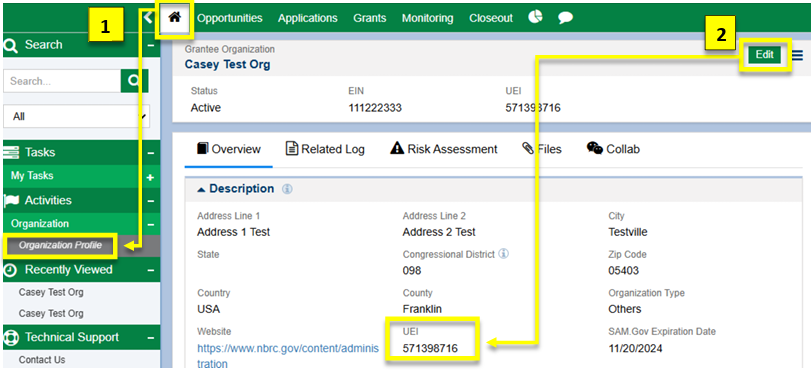 1
Opportunities Applications Grants Monitoring Closeout
2
Search
Search...
All
Tasks
My Tasks
Activities
Organization
Organization Profile
Recently Viewed
Casey Test Org
Casey Test Org
Technical Support
Contact Us
Grantee Organization
Casey Test Org
Edit
Status EIN UEI
Active 111222333 571398716
Overview Related Log Risk Assessment Files Collab
Description
Address Line 1 Address Line 2 City
Address 1 Test Address 2 Test Testville
State Congressional District Zip Code
098 05403
Country County Organization Type
USA Franklin Others
Website UEI SAM.Gov Expiration Date
https://www.nbrc.gov/content/adminis 571398716 11/20/2024
tration